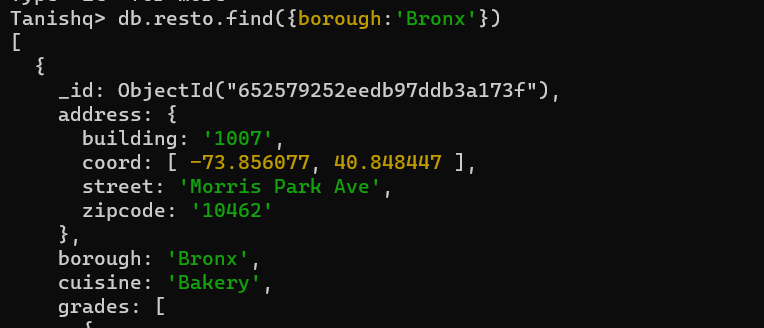 Tanishq> db.resto.find({borough:'Bronx'})
[
  {
    _id: ObjectId("652579252eedb97ddb3a173f"),
    address: {
      building: '1007',
      coord: [ -73.856077, 40.848447 ],
      street: 'Morris Park Ave',
      zipcode: '10462'
    },
    borough: 'Bronx',
    cuisine: 'Bakery',
    grades: [